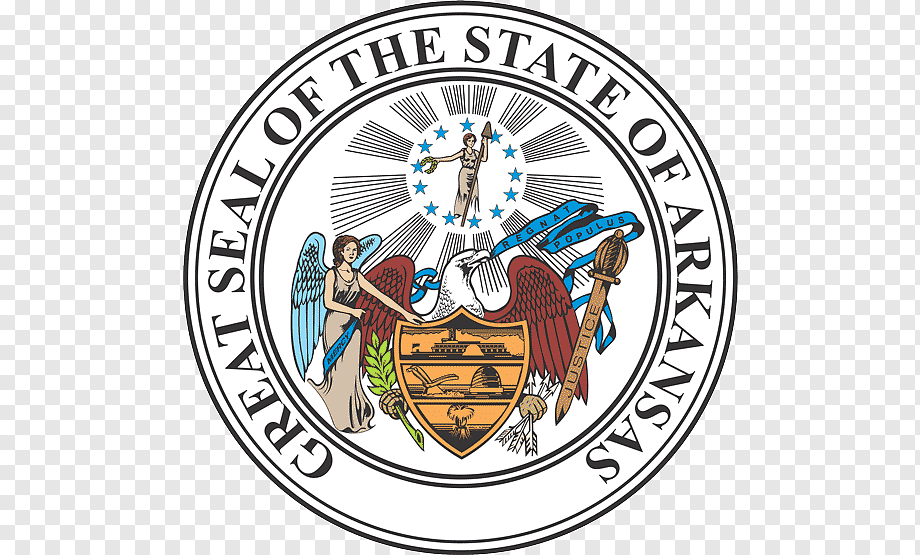 GREAT SEAL OF THE STATE OF ARKANSAS
REGNAT
POPULUS
MERCY
JUSTICE